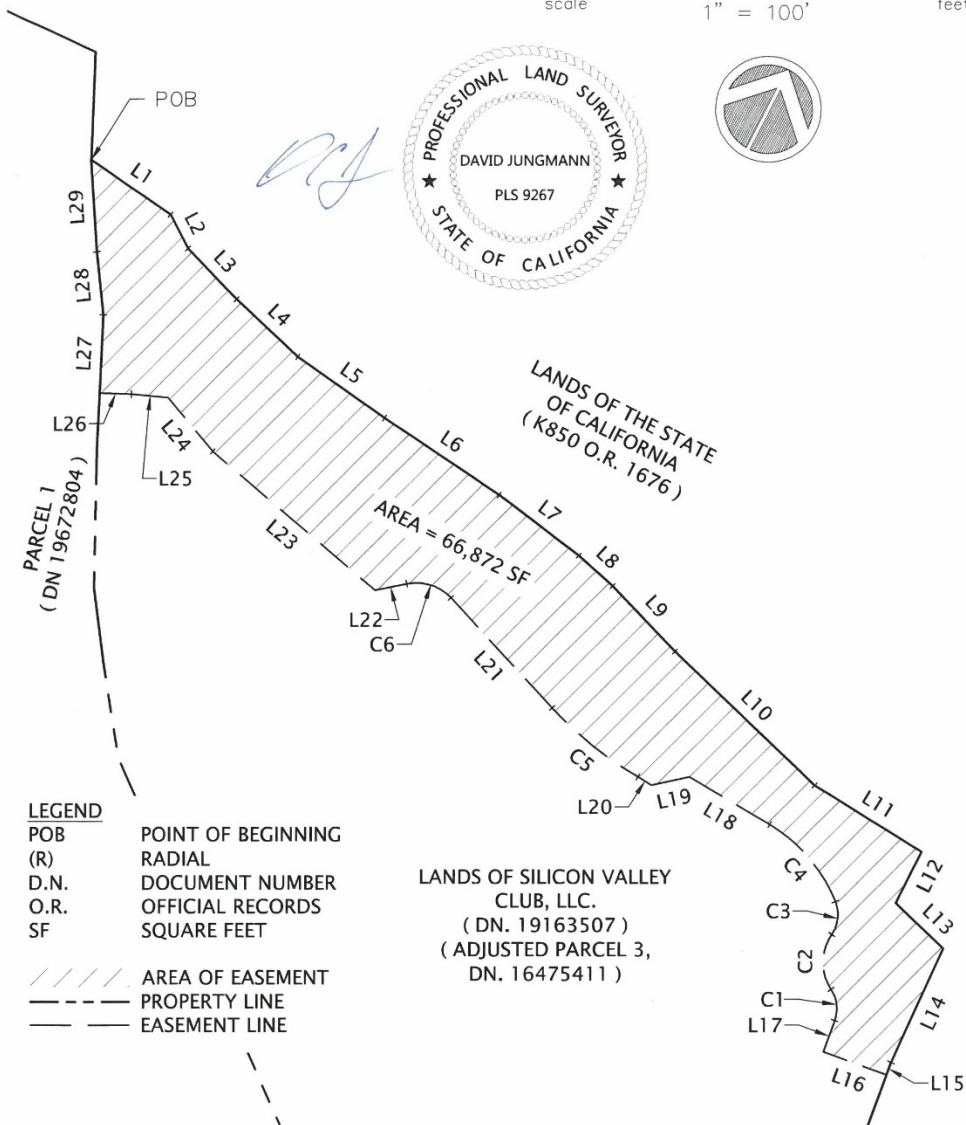 scale
1" = 100'
feet
POB
PROFESSIONAL LAND SURVEYOR
DAVID JUNGMANN
PLS 9267
STATE OF CALIFORNIA
L1
L29
L2
L3
L28
L4
L27
L5
LANDS OF THE STATE
OF CALIFORNIA
( K850 O.R. 1676 )
L26
L24
L25
L6
PARCEL 1
( DN 19672804 )
L23
AREA = 66,872 SF
L7
L8
L22
C6
L9
L21
L10
C5
L20
L19
L18
L11
C4
L12
C3
L13
C2
C1
L17
L14
L16
L15
LEGEND
POB POINT OF BEGINNING
(R) RADIAL
D.N. DOCUMENT NUMBER
O.R. OFFICIAL RECORDS
SF SQUARE FEET
AREA OF EASEMENT
PROPERTY LINE
EASEMENT LINE
LANDS OF SILICON VALLEY
CLUB, LLC.
( DN. 19163507 )
( ADJUSTED PARCEL 3,
DN. 16475411 )